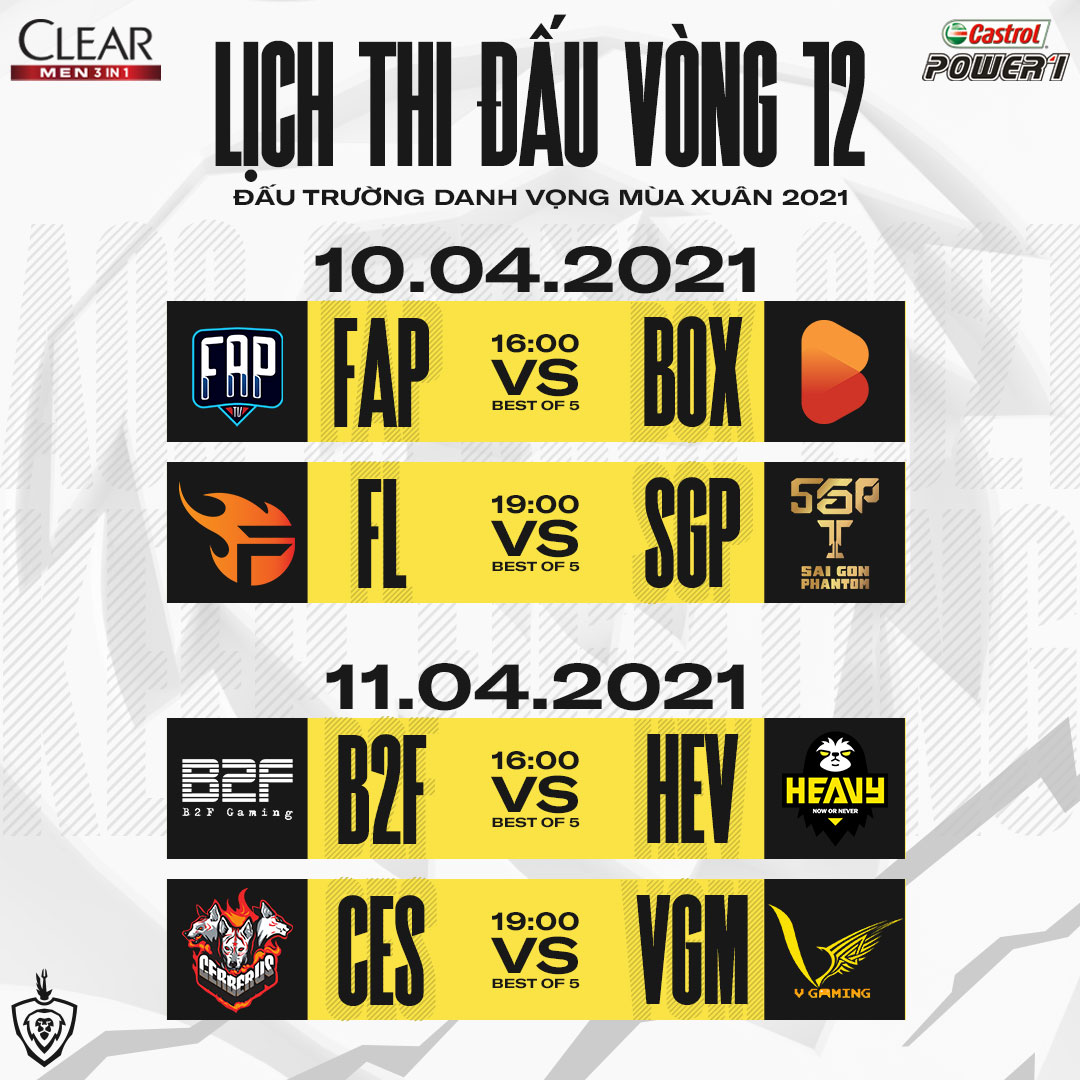 CLEAR
MEN 3 IN 1
Castrol
POWER1
LỊCH THI ĐẤU VÒNG 12
ĐẤU TRƯỜNG DANH VỌNG MÙA XUÂN 2021
10.04.2021
FAP
TV
FAP
16:00
VS
BEST OF 5
BOX
FL
19:00
VS
BEST OF 5
SGP
SGP
SAI GON
PHANTOM
11.04.2021
B2F
B2F Gaming
B2F
16:00
VS
BEST OF 5
HEV
HEAVY
NOW OR NEVER
CERBERUS
CES
19:00
VS
BEST OF 5
VGM
V GAMING